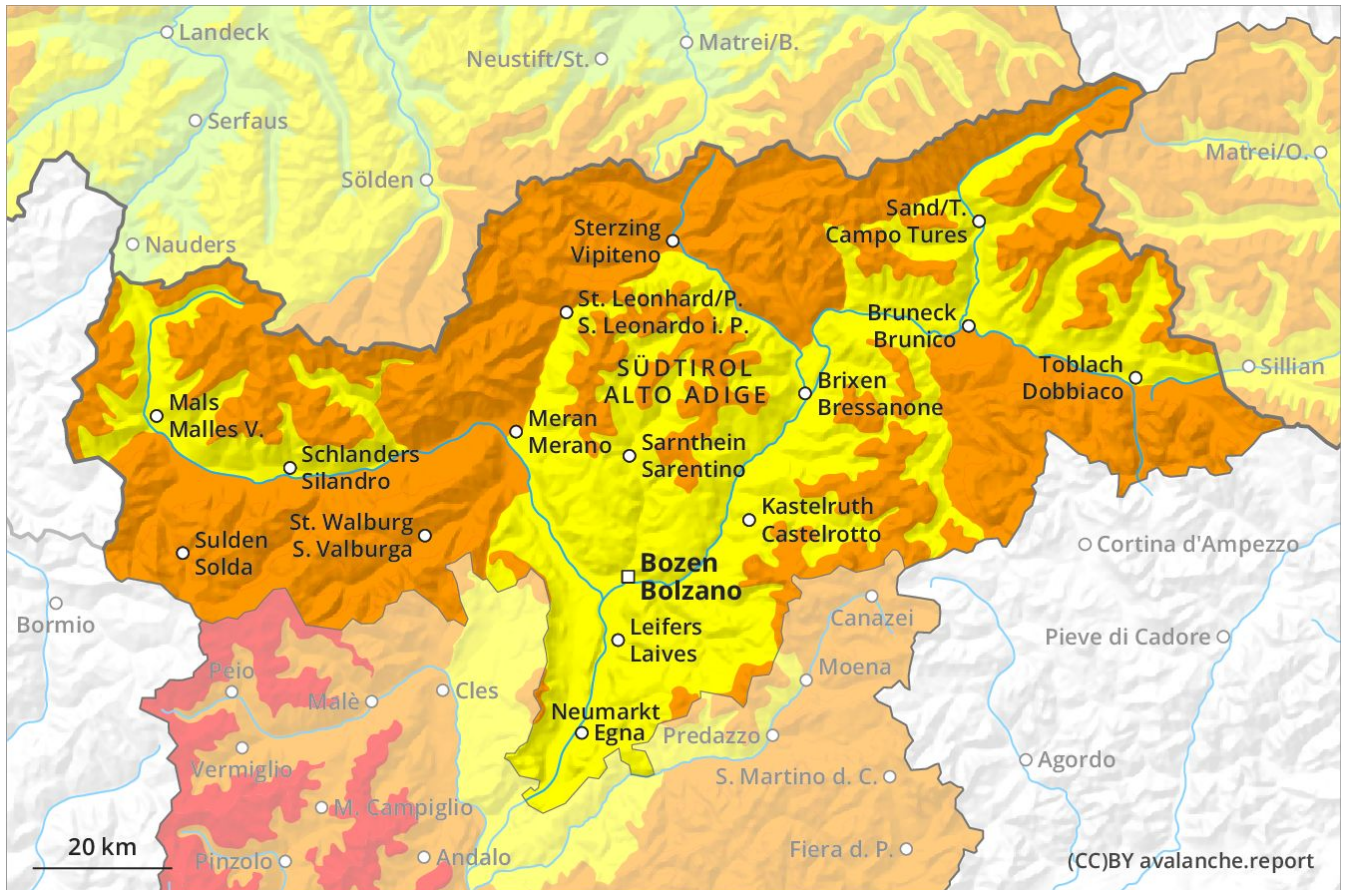 Landeck
Matrei/B.
Neustift/St.
Serfaus
Matrei/O.
Sölden
Sand/T.
Campo Tures
Sterzing
Vipiteno
Nauders
St. Leonhard/P.
S. Leonardo i. P.
Bruneck
Brunico
SÜDTIROL
ALTO ADIGE
Toblach
Dobbiaco
Sillian
Brixen
Bressanone
Mals
Malles V.
Meran
Merano
Sarnthein
Sarentino
Schlanders
Silandro
Kastelruth
Castelrotto
St. Walburg
S. Valburga
Sulden
Solda
Cortina d'Ampezzo
Bozen
Bolzano
Bormio
Canazei
Leifers
Laives
Pieve di Cadore
Moena
Peio
Malè
Cles
Neumarkt
Egna
Predazzo
Agordo
Vermiglio
S. Martino d. C.
M. Campiglio
20 km
Pinzolo
Andalo
Fiera d. P.
(CC)BY avalanche.report